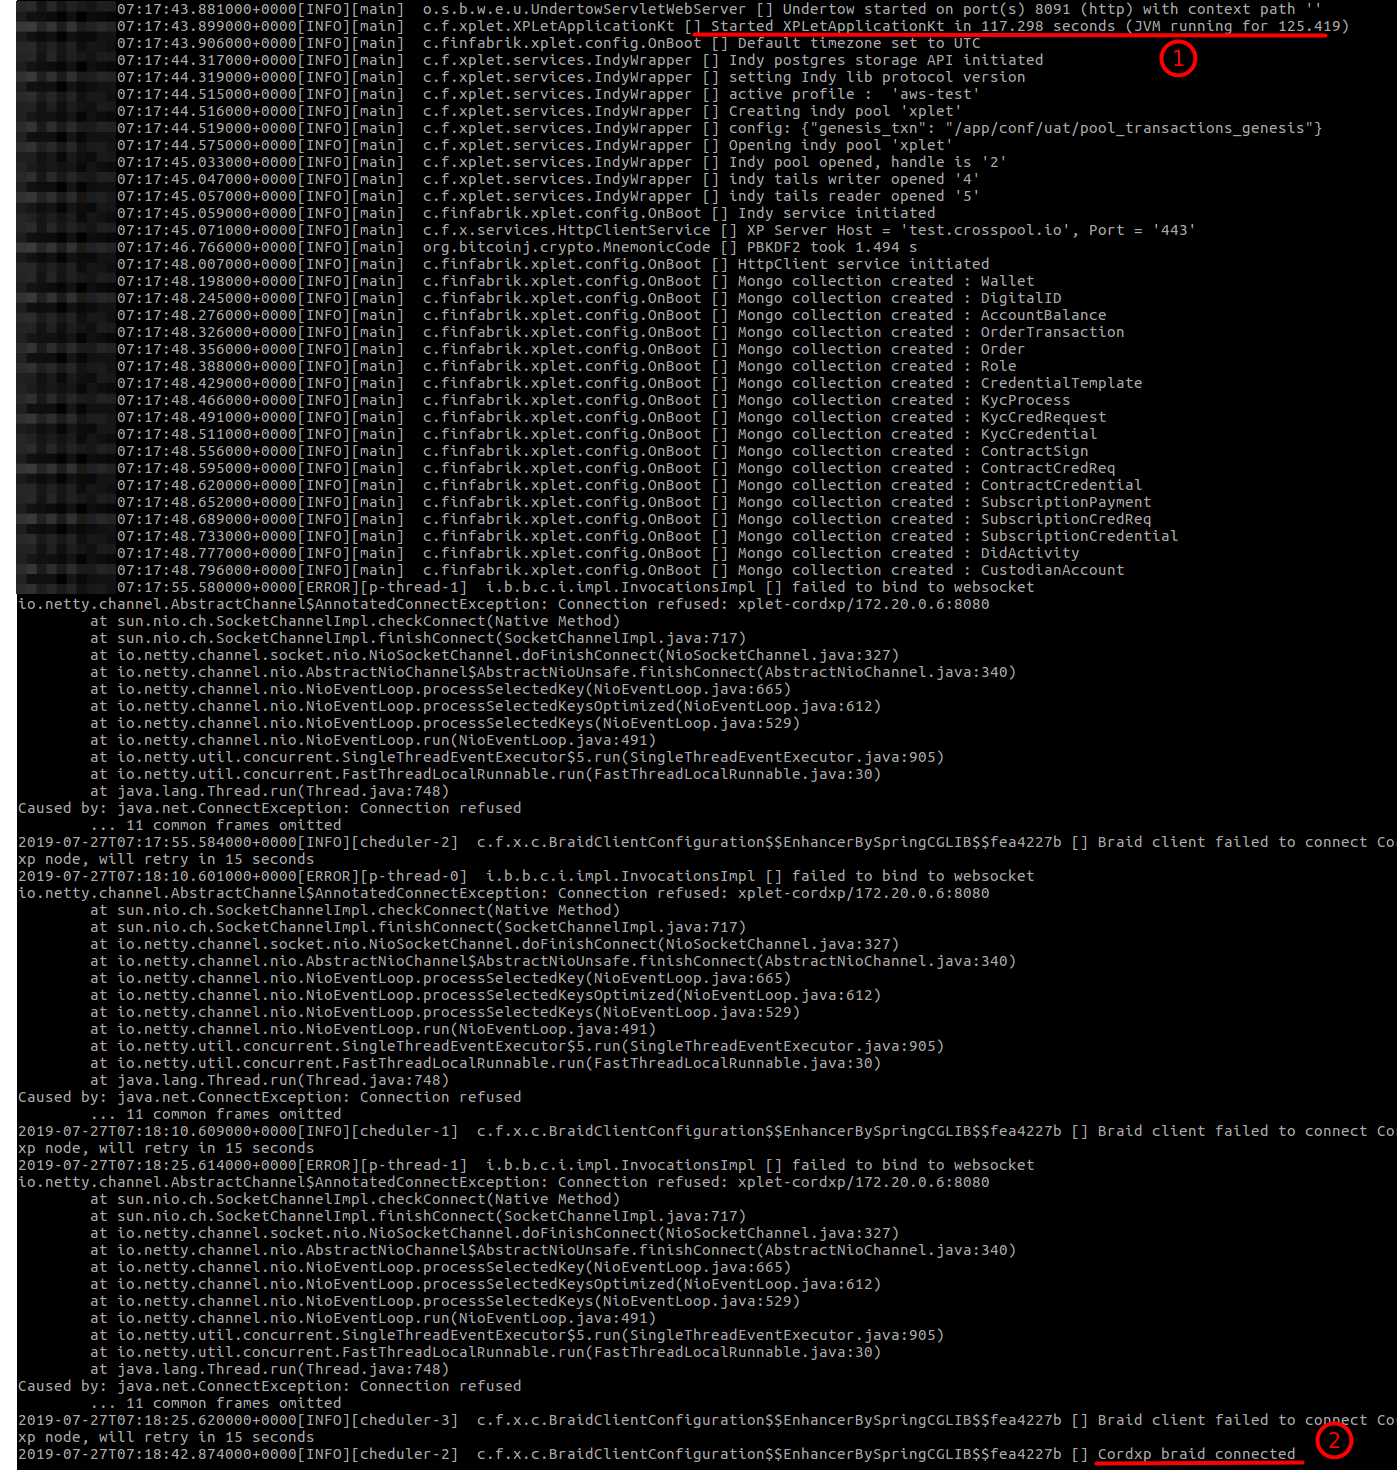 07:17:43.881000+0000[INFO][main]  o.s.b.w.e.u.UndertowServletWebServer [] Undertow started on port(s) 8091 (http) with context path ''
07:17:43.899000+0000[INFO][main]  c.f.xplet.XPLetApplicationKt [] Started XPLetApplicationKt in 117.298 seconds (JVM running for 125.419)
07:17:43.906000+0000[INFO][main]  c.finfabrik.xplet.config.OnBoot [] Default timezone set to UTC
1
07:17:44.317000+0000[INFO][main]  c.f.xplet.services.IndyWrapper [] Indy postgres storage API initiated
07:17:44.319000+0000[INFO][main]  c.f.xplet.services.IndyWrapper [] setting Indy lib protocol version
07:17:44.515000+0000[INFO][main]  c.f.xplet.services.IndyWrapper [] active profile :  'aws-test'
07:17:44.516000+0000[INFO][main]  c.f.xplet.services.IndyWrapper [] Creating indy pool 'xplet'
07:17:44.519000+0000[INFO][main]  c.f.xplet.services.IndyWrapper [] config: {"genesis_txn": "/app/conf/uat/pool_transactions_genesis"}
07:17:44.575000+0000[INFO][main]  c.f.xplet.services.IndyWrapper [] Opening indy pool 'xplet'
07:17:45.033000+0000[INFO][main]  c.f.xplet.services.IndyWrapper [] Indy pool opened, handle is '2'
07:17:45.047000+0000[INFO][main]  c.f.xplet.services.IndyWrapper [] indy tails writer opened '4'
07:17:45.057000+0000[INFO][main]  c.f.xplet.services.IndyWrapper [] indy tails reader opened '5'
07:17:45.059000+0000[INFO][main]  c.finfabrik.xplet.config.OnBoot [] Indy service initiated
07:17:45.071000+0000[INFO][main]  c.f.x.services.HttpClientService [] XP Server Host = 'test.crosspool.io', Port = '443'
07:17:46.766000+0000[INFO][main]  org.bitcoinj.crypto.MnemonicCode [] PBKDF2 took 1.494 s
07:17:48.007000+0000[INFO][main]  c.finfabrik.xplet.config.OnBoot [] HttpClient service initiated
07:17:48.198000+0000[INFO][main]  c.finfabrik.xplet.config.OnBoot [] Mongo collection created : Wallet
07:17:48.245000+0000[INFO][main]  c.finfabrik.xplet.config.OnBoot [] Mongo collection created : DigitalID
07:17:48.276000+0000[INFO][main]  c.finfabrik.xplet.config.OnBoot [] Mongo collection created : AccountBalance
07:17:48.326000+0000[INFO][main]  c.finfabrik.xplet.config.OnBoot [] Mongo collection created : OrderTransaction
07:17:48.356000+0000[INFO][main]  c.finfabrik.xplet.config.OnBoot [] Mongo collection created : Order
07:17:48.388000+0000[INFO][main]  c.finfabrik.xplet.config.OnBoot [] Mongo collection created : Role
07:17:48.429000+0000[INFO][main]  c.finfabrik.xplet.config.OnBoot [] Mongo collection created : CredentialTemplate
07:17:48.466000+0000[INFO][main]  c.finfabrik.xplet.config.OnBoot [] Mongo collection created : KycProcess
07:17:48.491000+0000[INFO][main]  c.finfabrik.xplet.config.OnBoot [] Mongo collection created : KycCredRequest
07:17:48.511000+0000[INFO][main]  c.finfabrik.xplet.config.OnBoot [] Mongo collection created : KycCredential
07:17:48.556000+0000[INFO][main]  c.finfabrik.xplet.config.OnBoot [] Mongo collection created : ContractSign
07:17:48.595000+0000[INFO][main]  c.finfabrik.xplet.config.OnBoot [] Mongo collection created : ContractCredReq
07:17:48.620000+0000[INFO][main]  c.finfabrik.xplet.config.OnBoot [] Mongo collection created : ContractCredential
07:17:48.652000+0000[INFO][main]  c.finfabrik.xplet.config.OnBoot [] Mongo collection created : SubscriptionPayment
07:17:48.689000+0000[INFO][main]  c.finfabrik.xplet.config.OnBoot [] Mongo collection created : SubscriptionCredReq
07:17:48.733000+0000[INFO][main]  c.finfabrik.xplet.config.OnBoot [] Mongo collection created : SubscriptionCredential
07:17:48.777000+0000[INFO][main]  c.finfabrik.xplet.config.OnBoot [] Mongo collection created : DidActivity
07:17:48.796000+0000[INFO][main]  c.finfabrik.xplet.config.OnBoot [] Mongo collection created : CustodianAccount
07:17:55.580000+0000[ERROR][p-thread-1]  i.b.b.c.i.impl.InvocationsImpl [] failed to bind to websocket
io.netty.channel.AbstractChannel$AnnotatedConnectException: Connection refused: xplet-cordxp/172.20.0.6:8080
at sun.nio.ch.SocketChannelImpl.checkConnect(Native Method)
at sun.nio.ch.SocketChannelImpl.finishConnect(SocketChannelImpl.java:717)
at io.netty.channel.socket.nio.NioSocketChannel.doFinishConnect(NioSocketChannel.java:327)
at io.netty.channel.nio.AbstractNioChannel$AbstractNioUnsafe.finishConnect(AbstractNioChannel.java:340)
at io.netty.channel.nio.NioEventLoop.processSelectedKey(NioEventLoop.java:665)
at io.netty.channel.nio.NioEventLoop.processSelectedKeysOptimized(NioEventLoop.java:612)
at io.netty.channel.nio.NioEventLoop.processSelectedKeys(NioEventLoop.java:529)
at io.netty.channel.nio.NioEventLoop.run(NioEventLoop.java:491)
at io.netty.util.concurrent.SingleThreadEventExecutor$5.run(SingleThreadEventExecutor.java:905)
at io.netty.util.concurrent.FastThreadLocalRunnable.run(FastThreadLocalRunnable.java:30)
at java.lang.Thread.run(Thread.java:748)
Caused by: java.net.ConnectException: Connection refused
... 11 common frames omitted
2019-07-27T07:17:55.584000+0000[INFO][cheduler-2]  c.f.x.c.BraidClientConfiguration$$EnhancerBySpringCGLIB$$fea4227b [] Braid client failed to connect Co
xp node, will retry in 15 seconds
2019-07-27T07:18:10.601000+0000[ERROR][p-thread-0]  i.b.b.c.i.impl.InvocationsImpl [] failed to bind to websocket
io.netty.channel.AbstractChannel$AnnotatedConnectException: Connection refused: xplet-cordxp/172.20.0.6:8080
at sun.nio.ch.SocketChannelImpl.checkConnect(Native Method)
at sun.nio.ch.SocketChannelImpl.finishConnect(SocketChannelImpl.java:717)
at io.netty.channel.socket.nio.NioSocketChannel.doFinishConnect(NioSocketChannel.java:327)
at io.netty.channel.nio.AbstractNioChannel$AbstractNioUnsafe.finishConnect(AbstractNioChannel.java:340)
at io.netty.channel.nio.NioEventLoop.processSelectedKey(NioEventLoop.java:665)
at io.netty.channel.nio.NioEventLoop.processSelectedKeysOptimized(NioEventLoop.java:612)
at io.netty.channel.nio.NioEventLoop.processSelectedKeys(NioEventLoop.java:529)
at io.netty.channel.nio.NioEventLoop.run(NioEventLoop.java:491)
at io.netty.util.concurrent.SingleThreadEventExecutor$5.run(SingleThreadEventExecutor.java:905)
at io.netty.util.concurrent.FastThreadLocalRunnable.run(FastThreadLocalRunnable.java:30)
at java.lang.Thread.run(Thread.java:748)
Caused by: java.net.ConnectException: Connection refused
... 11 common frames omitted
2019-07-27T07:18:10.609000+0000[INFO][cheduler-1]  c.f.x.c.BraidClientConfiguration$$EnhancerBySpringCGLIB$$fea4227b [] Braid client failed to connect Co
xp node, will retry in 15 seconds
2019-07-27T07:18:25.614000+0000[ERROR][p-thread-1]  i.b.b.c.i.impl.InvocationsImpl [] failed to bind to websocket
io.netty.channel.AbstractChannel$AnnotatedConnectException: Connection refused: xplet-cordxp/172.20.0.6:8080
at sun.nio.ch.SocketChannelImpl.checkConnect(Native Method)
at sun.nio.ch.SocketChannelImpl.finishConnect(SocketChannelImpl.java:717)
at io.netty.channel.socket.nio.NioSocketChannel.doFinishConnect(NioSocketChannel.java:327)
at io.netty.channel.nio.AbstractNioChannel$AbstractNioUnsafe.finishConnect(AbstractNioChannel.java:340)
at io.netty.channel.nio.NioEventLoop.processSelectedKey(NioEventLoop.java:665)
at io.netty.channel.nio.NioEventLoop.processSelectedKeysOptimized(NioEventLoop.java:612)
at io.netty.channel.nio.NioEventLoop.processSelectedKeys(NioEventLoop.java:529)
at io.netty.channel.nio.NioEventLoop.run(NioEventLoop.java:491)
at io.netty.util.concurrent.SingleThreadEventExecutor$5.run(SingleThreadEventExecutor.java:905)
at io.netty.util.concurrent.FastThreadLocalRunnable.run(FastThreadLocalRunnable.java:30)
at java.lang.Thread.run(Thread.java:748)
Caused by: java.net.ConnectException: Connection refused
... 11 common frames omitted
2019-07-27T07:18:25.620000+0000[INFO][cheduler-3]  c.f.x.c.BraidClientConfiguration$$EnhancerBySpringCGLIB$$fea4227b [] Braid client failed to connect Co
xp node, will retry in 15 seconds
2
2019-07-27T07:18:42.874000+0000[INFO][cheduler-2]  c.f.x.c.BraidClientConfiguration$$EnhancerBySpringCGLIB$$fea4227b [] Cordxp braid connected